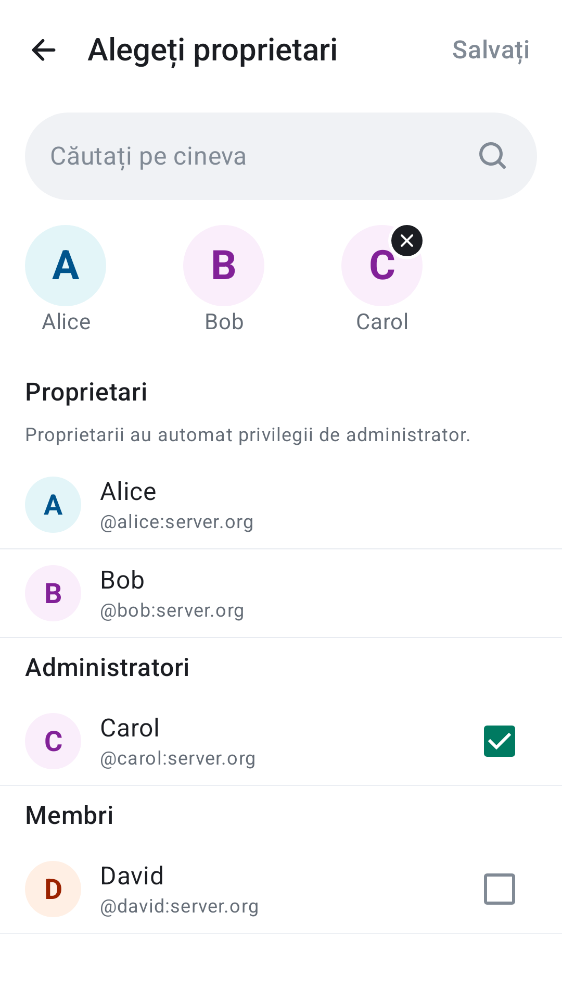 Alegeți proprietari
Salvați
Căutați pe cineva
A
B
C
Alice
Bob
Carol
Proprietari
Proprietarii au automat privilegii de administrator.
A
Alice
@alice:server.org
B
Bob
@bob:server.org
Administratori
C
Carol
@carol:server.org
Membri
D
David
@david:server.org